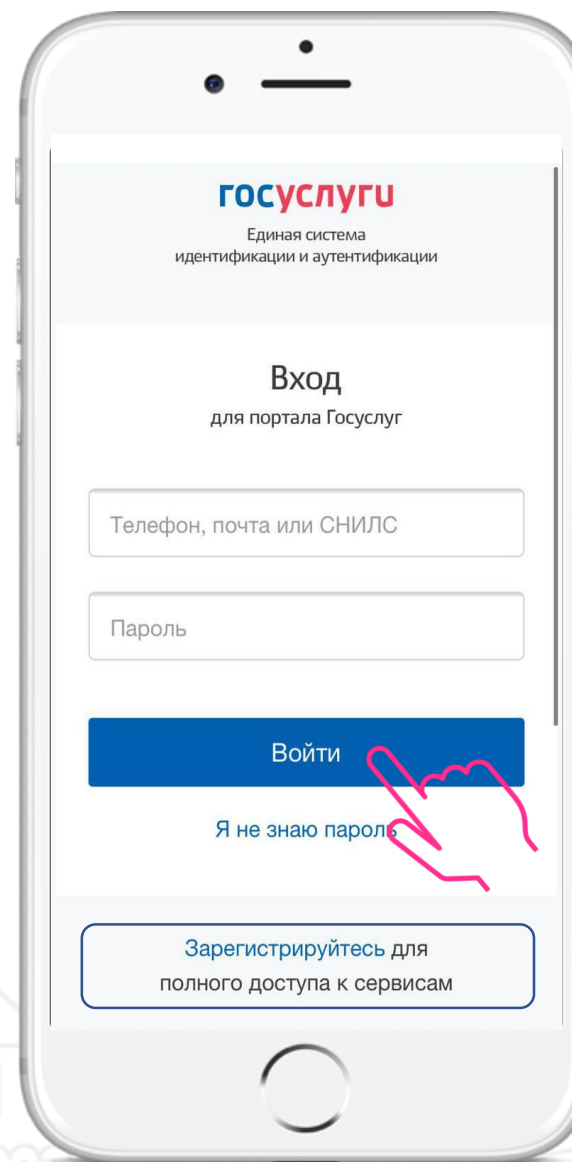 госуслуги
Единая система
идентификации и аутентификации
Вход
для портала Госуслуг
Телефон, почта или СНИЛС
Пароль
Войти
Я не знаю пароль
Зарегистрируйтесь для
полного доступа к сервисам